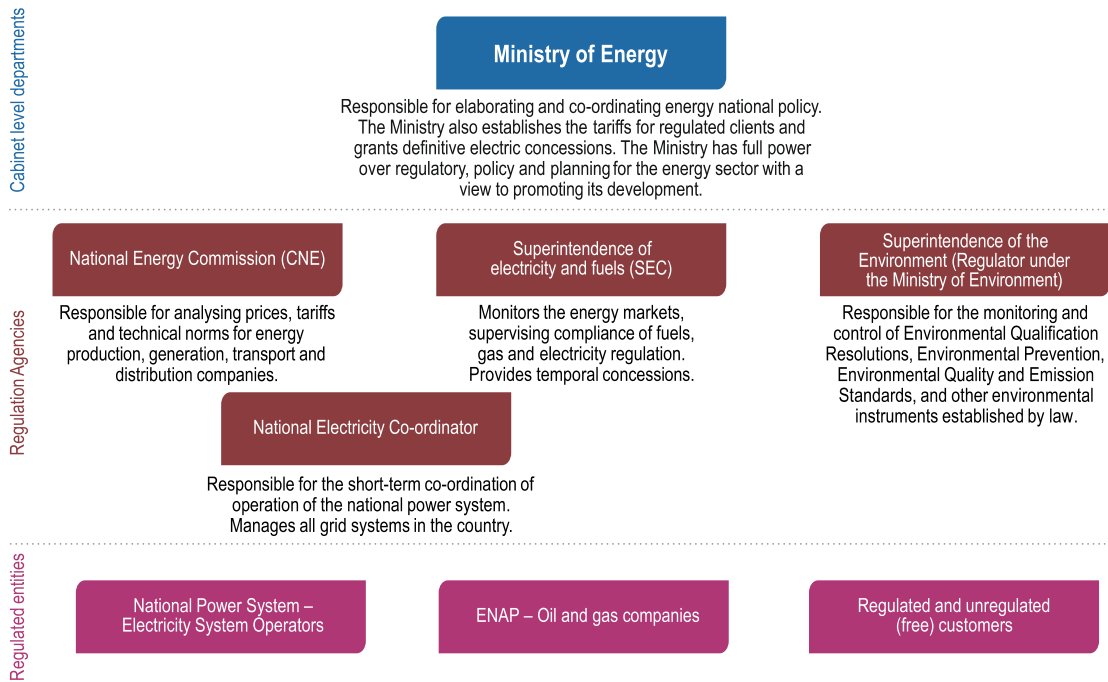 Cabinet level departments
Ministry of Energy
Responsible for elaborating and co-ordinating energy national policy.
The Ministry also establishes the tariffs for regulated clients and
grants definitive electric concessions. The Ministry has full power
over regulatory, policy and planning for the energy sector with a
view to promoting its development.
Regulation Agencies
National Energy Commission (CNE)
Responsible for analysing prices, tariffs
and technical norms for energy
production, generation, transport and
distribution companies.
Superintendence of
electricity and fuels (SEC)
Monitors the energy markets,
supervising compliance of fuels,
gas and electricity regulation.
Provides temporal concessions.
Superintendence of the
Environment (Regulator under
the Ministry of Environment)
Responsible for the monitoring and
control of Environmental Qualification
Resolutions, Environmental Prevention,
Environmental Quality and Emission
Standards, and other environmental
instruments established by law.
National Electricity Co-ordinator
Responsible for the short-term co-ordination of
operation of the national power system.
Manages all grid systems in the country.
Regulated entities
National Power System –
Electricity System Operators
ENAP – Oil and gas companies
Regulated and unregulated
(free) customers